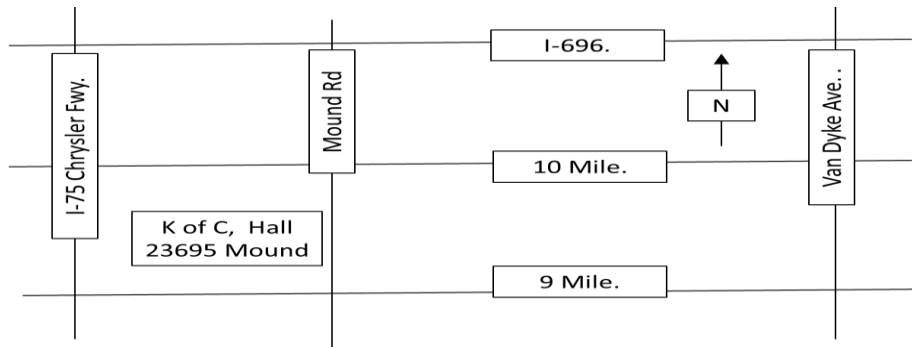 I-696.
I-75 Chrysler Fwy.
Mound Rd
N
Van Dyke Ave. .
10 Mile.
K of C,  Hall
23695 Mound
9 Mile.